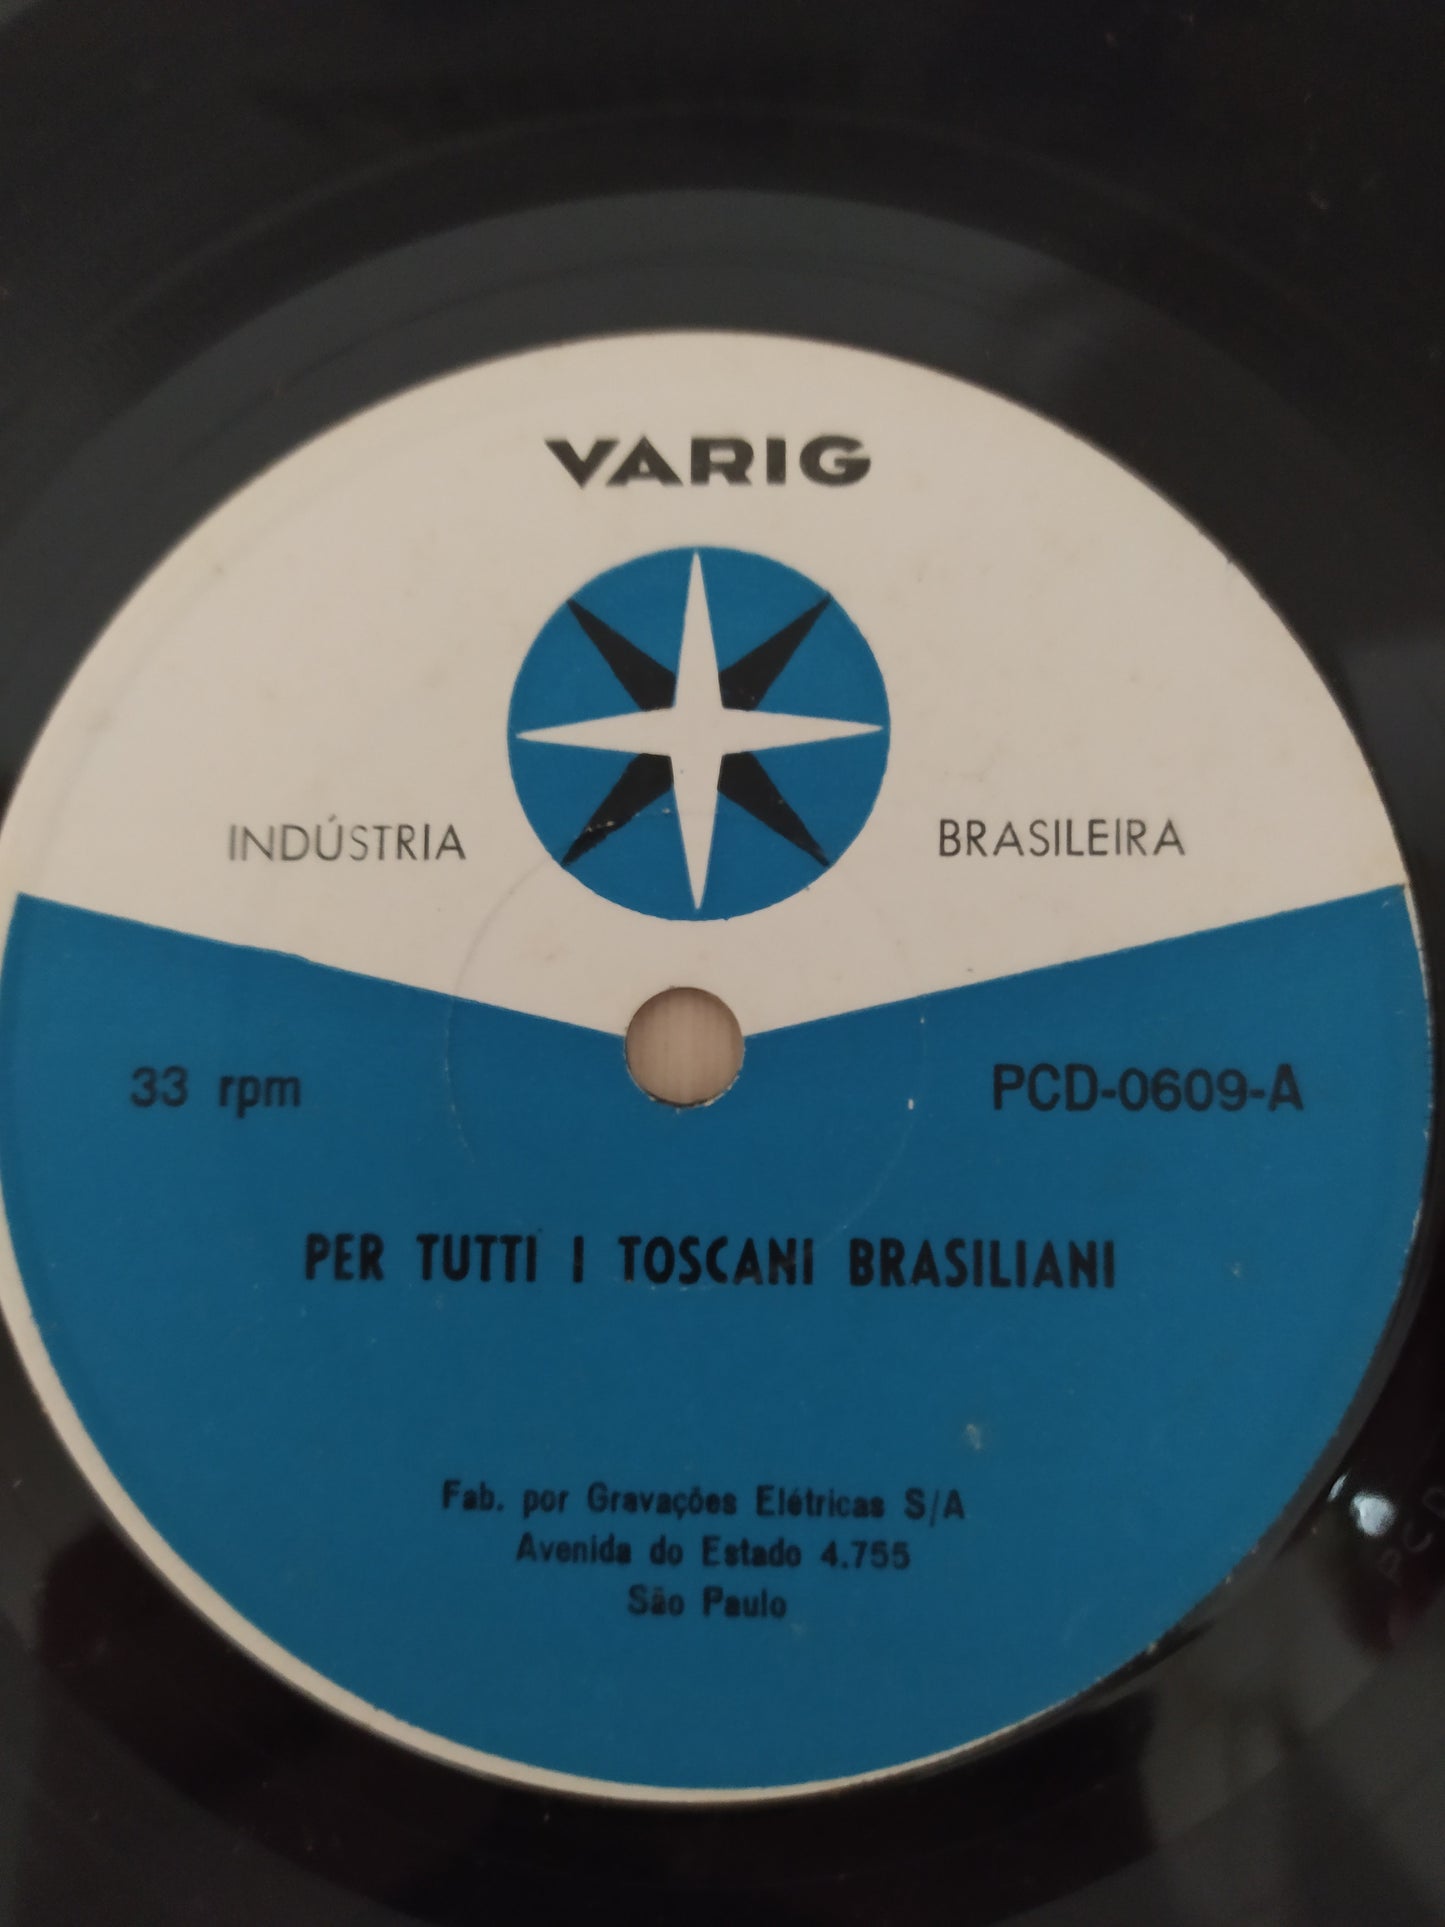 VARIG
INDÚSTRIA BRASILEIRA
33 rpm PCD-0609-A
PER TUTTI I TOSCANI BRASILIANI
Fab. por Gravações Elétricas S/A
Avenida do Estado 4.755
São Paulo
PCD